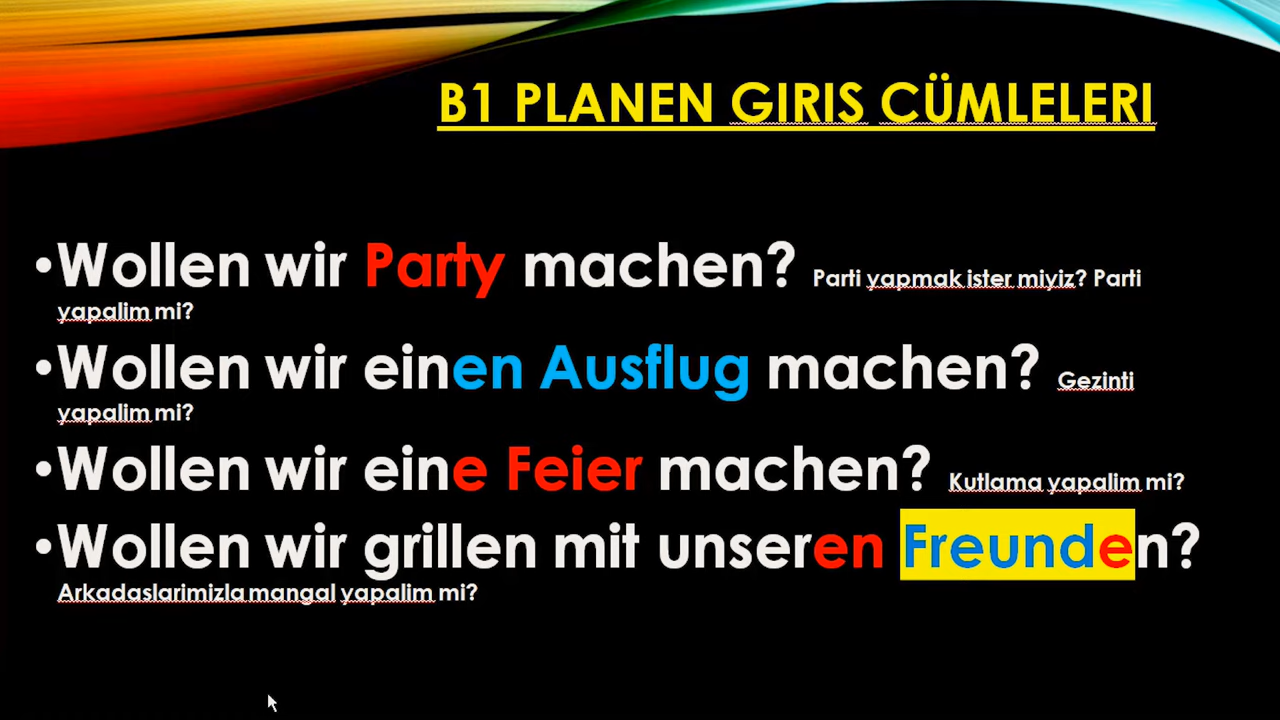 B1 PLANEN GIRIS CÜMLELERI
•Wollen wir Party machen? Parti yapmak ister miyiz? Parti
yapalim mi?
•Wollen wir einen Ausflug machen? Gezinti
yapalim mi?
•Wollen wir eine Feier machen? Kutlama yapalim mi?
•Wollen wir grillen mit unseren Freunden?
Arkadaslarimizla mangal yapalim mi?